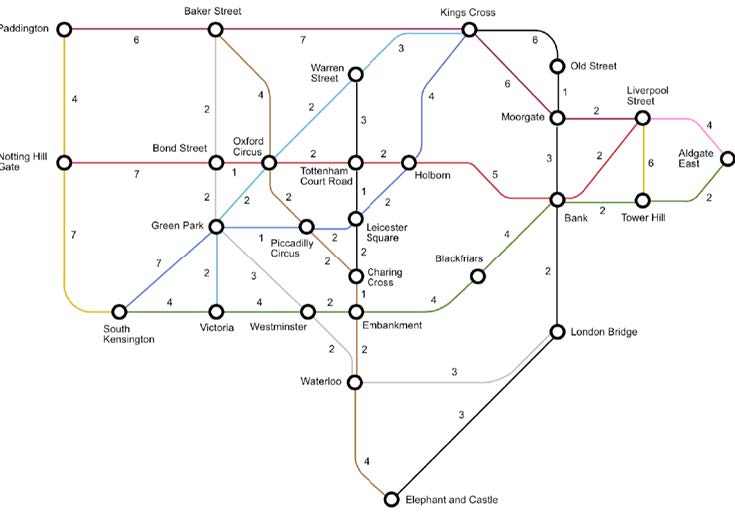 Baker Street
Kings Cross
Paddington
6
7
3
6
Old Street
Warren
Street
6
4
4
2
4
2
1
Liverpool
Street
Moorgate
2
4
3
Notting Hill
Gate
Bond Street
Oxford
Circus
2
2
3
2
6
Aldgate
East
7
1
Tottenham
Court Road
Holborn
5
2
2
2
1
2
2
2
Bank
Tower Hill
Green Park
1
2
Leicester
Square
Piccadilly
Circus
7
4
7
2
3
2
2
Blackfriars
2
Charing
Cross
4
4
2
1
4
South
Kensington
Victoria
Westminster
Embankment
London Bridge
2
2
Waterloo
3
3
4
Elephant and Castle